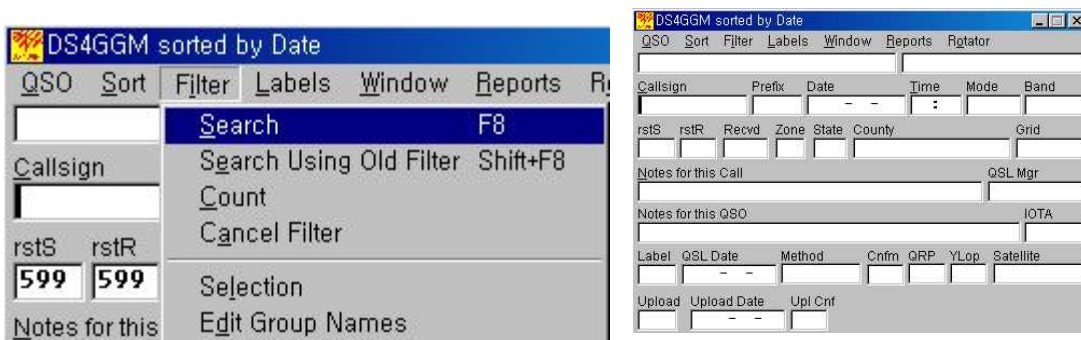 DS4GGM sorted by Date
QSO Sort Filter Labels Window Reports
Search F8
Search Using Old Filter Shift+F8
Callsign
Count
Cancel Filter
rstS rstR
599 599
Selection
Notes for this
Edit Group Names
DS4GGM sorted by Date
QSO Sort Filter Labels Window Reports Rotator
Callsign Prefix Date Time Mode Band
- - :
rstS rstR Recvd Zone State County Grid
Notes for this Call QSL Mgr
Notes for this QSO IOTA
Label QSL Date Method Cnfm QRP YLop Satellite
- -
Upload Upload Date Upl Cnf
- -